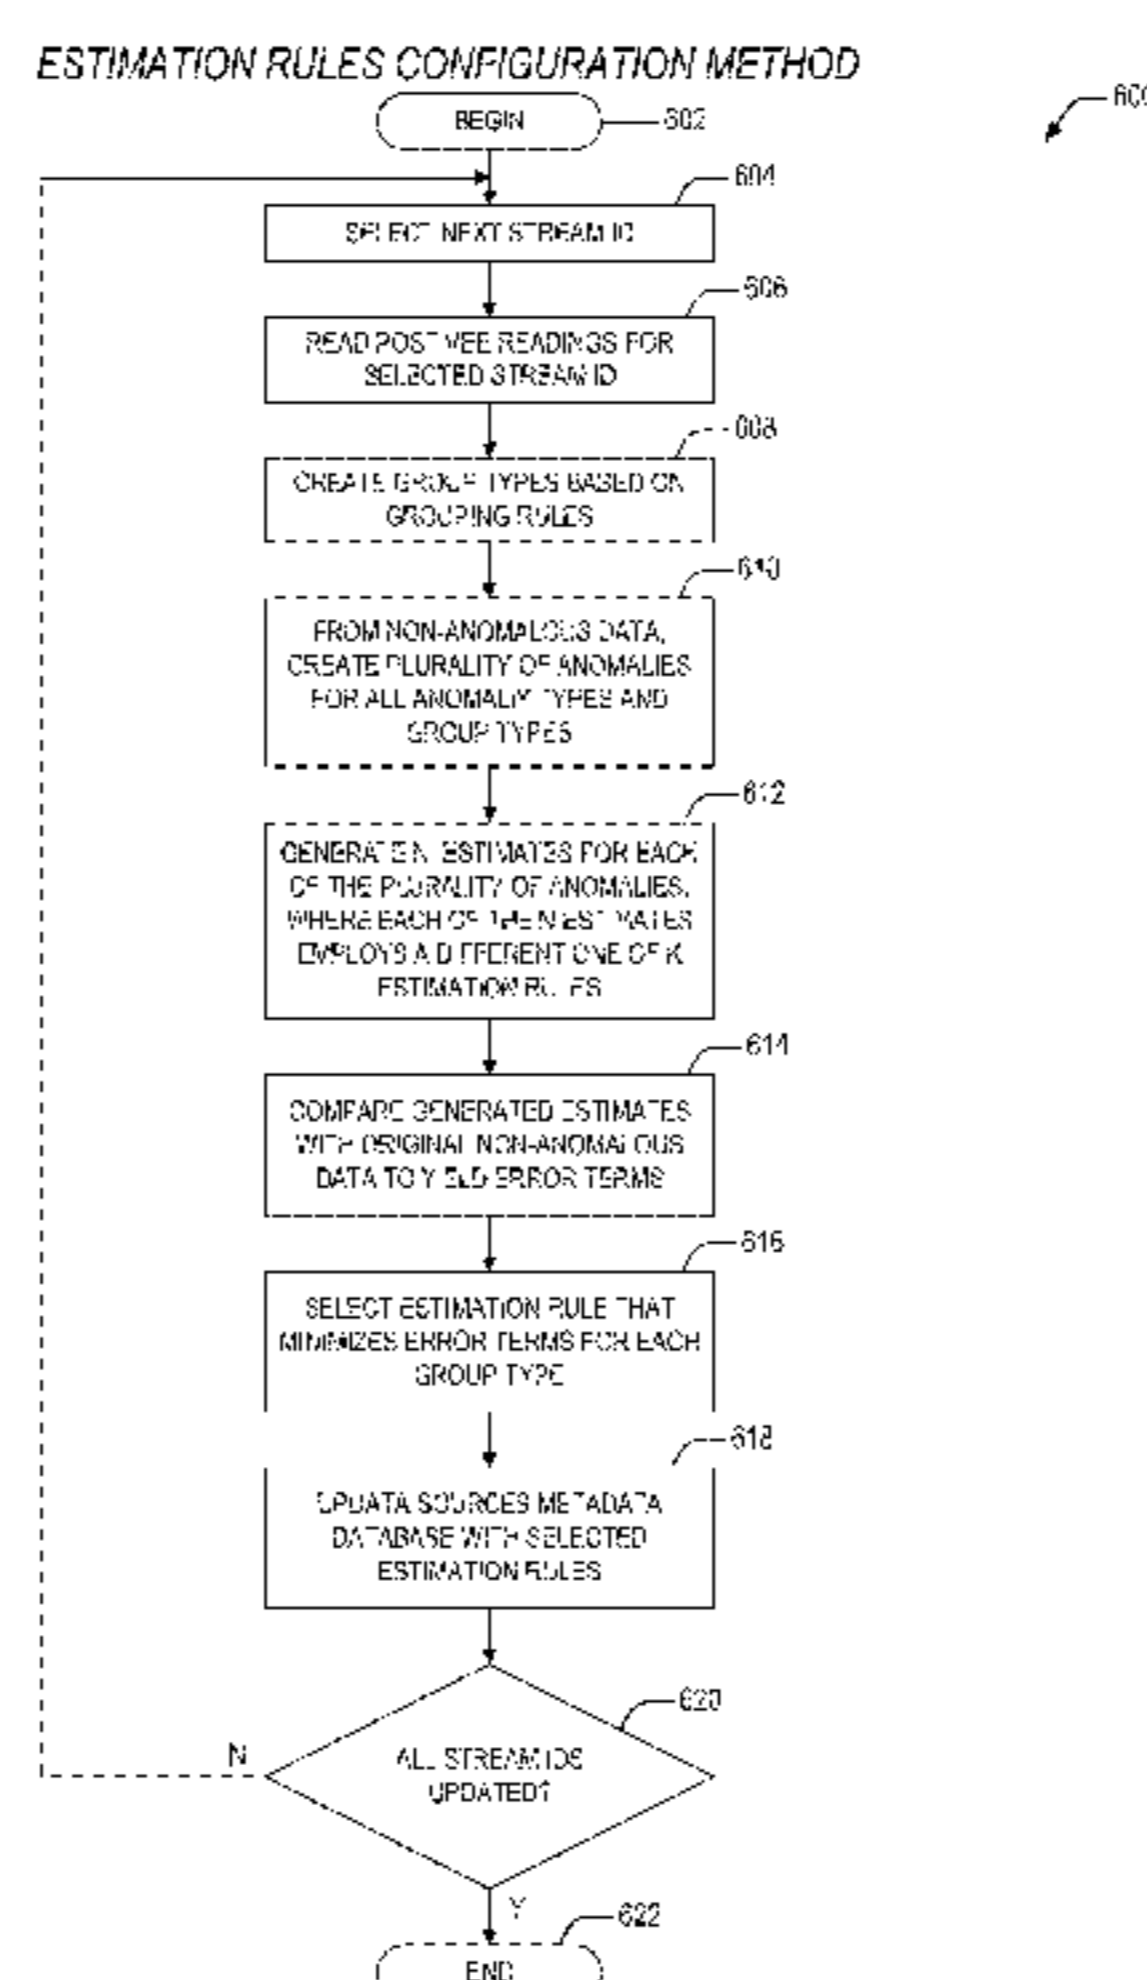 ESTIMATION RULES CONFIGURATION METHOD
600
BEGIN
602
604
SELECT NEXT STREAM ID
606
READ POST VEE READINGS FOR
SELECTED STREAM ID
608
CREATE GROUP TYPES BASED ON
GROUPING RULES
610
FROM NON-ANOMALOUS DATA,
CREATE PLURALITY OF ANOMALIES
FOR ALL ANOMALY TYPES AND
GROUP TYPES
612
GENERATE N ESTIMATES FOR EACH
OF THE PLURALITY OF ANOMALIES,
WHERE EACH OF THE N ESTIMATES
EMPLOYS A DIFFERENT ONE OF K
ESTIMATION RULES
614
COMPARE GENERATED ESTIMATES
WITH ORIGINAL NON-ANOMALOUS
DATA TO YIELD ERROR TERMS
616
SELECT ESTIMATION RULE THAT
MINIMIZES ERROR TERMS FOR EACH
GROUP TYPE
618
UPDATA SOURCES METADATA
DATABASE WITH SELECTED
ESTIMATION RULES
620
ALL STREAM IDS
UPDATED?
N
Y
622
END